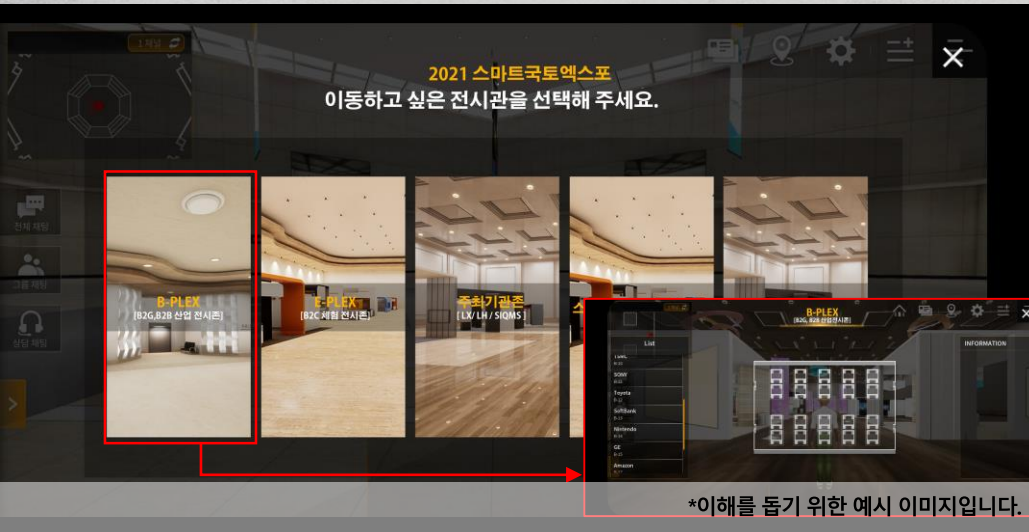 1 채널
2021 스마트국토엑스포
이동하고 싶은 전시관을 선택해 주세요.
전체 채팅
그룹 채팅
상담 채팅
B-PLEX
[B2G,B2B 산업 전시존]
E-PLEX
[B2C 체험 전시존]
주최기관존
[ LX/ LH / SIQMS ]
B-PLEX
[B2G, B2B 산업전시존]
List
INFORMATION
SONY
Toyota
SoftBank
Nintendo
GE
Amazon
*이해를 돕기 위한 예시 이미지입니다.